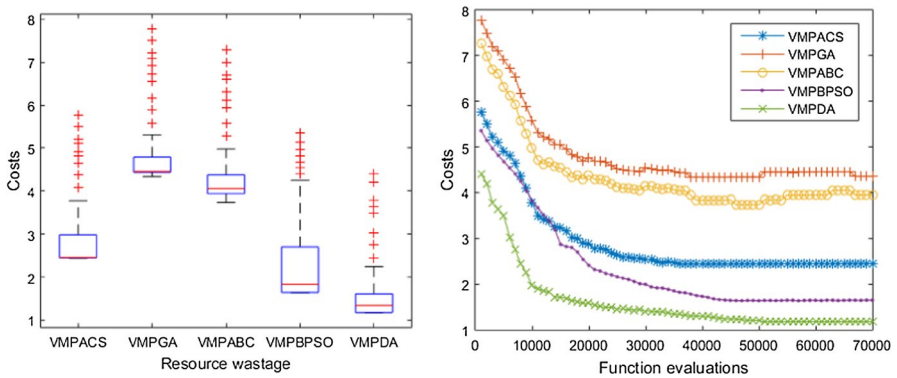 8
7
6
5
4
3
2
1
Costs
VMPACS VMPGA VMPABC VMPBPSO VMPDA
Resource wastage
8
7
6
5
4
3
2
1
Costs
0 10000 20000 30000 40000 50000 60000 70000
Function evaluations
VMPACS
VMPGA
VMPABC
VMPBPSO
VMPDA